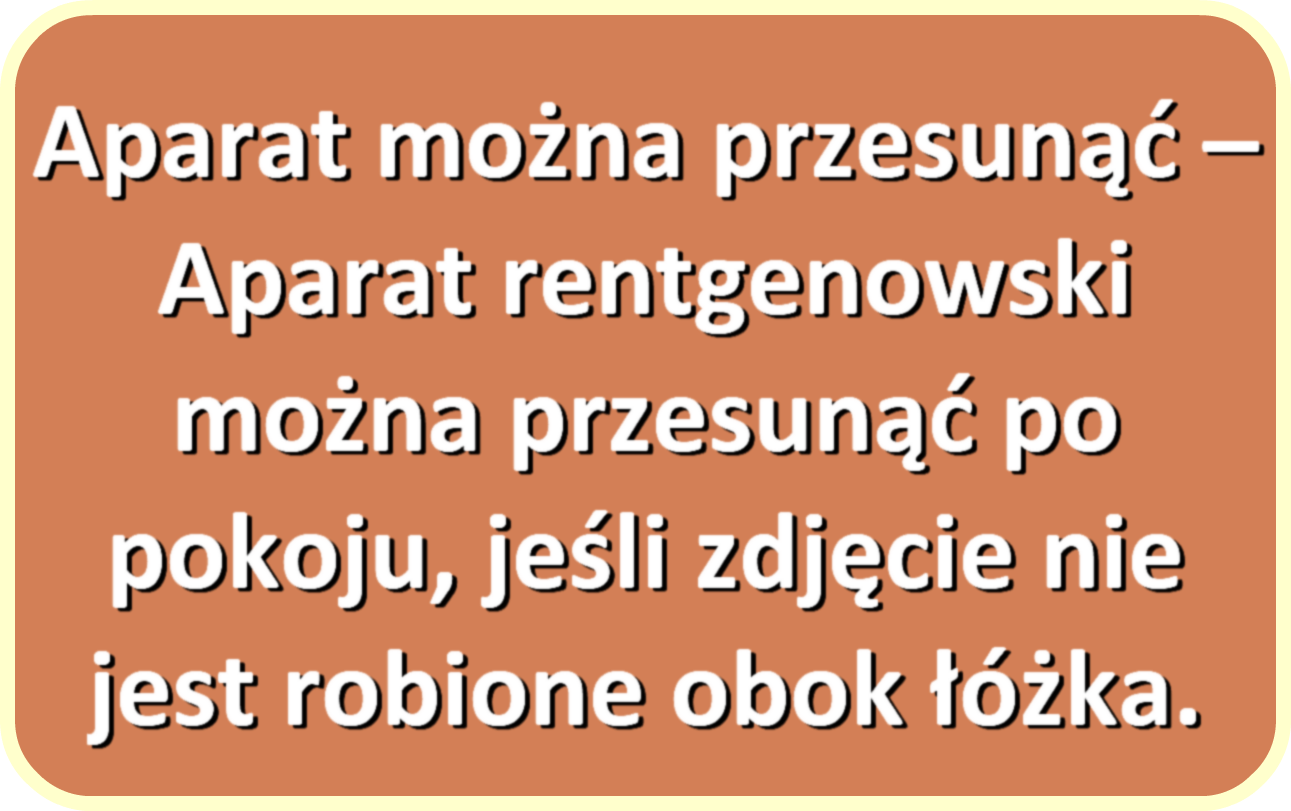 Aparat można przesunąć –
Aparat rentgenowski
można przesunąć po
pokoju, jeśli zdjęcie nie
jest robione obok łóżka.